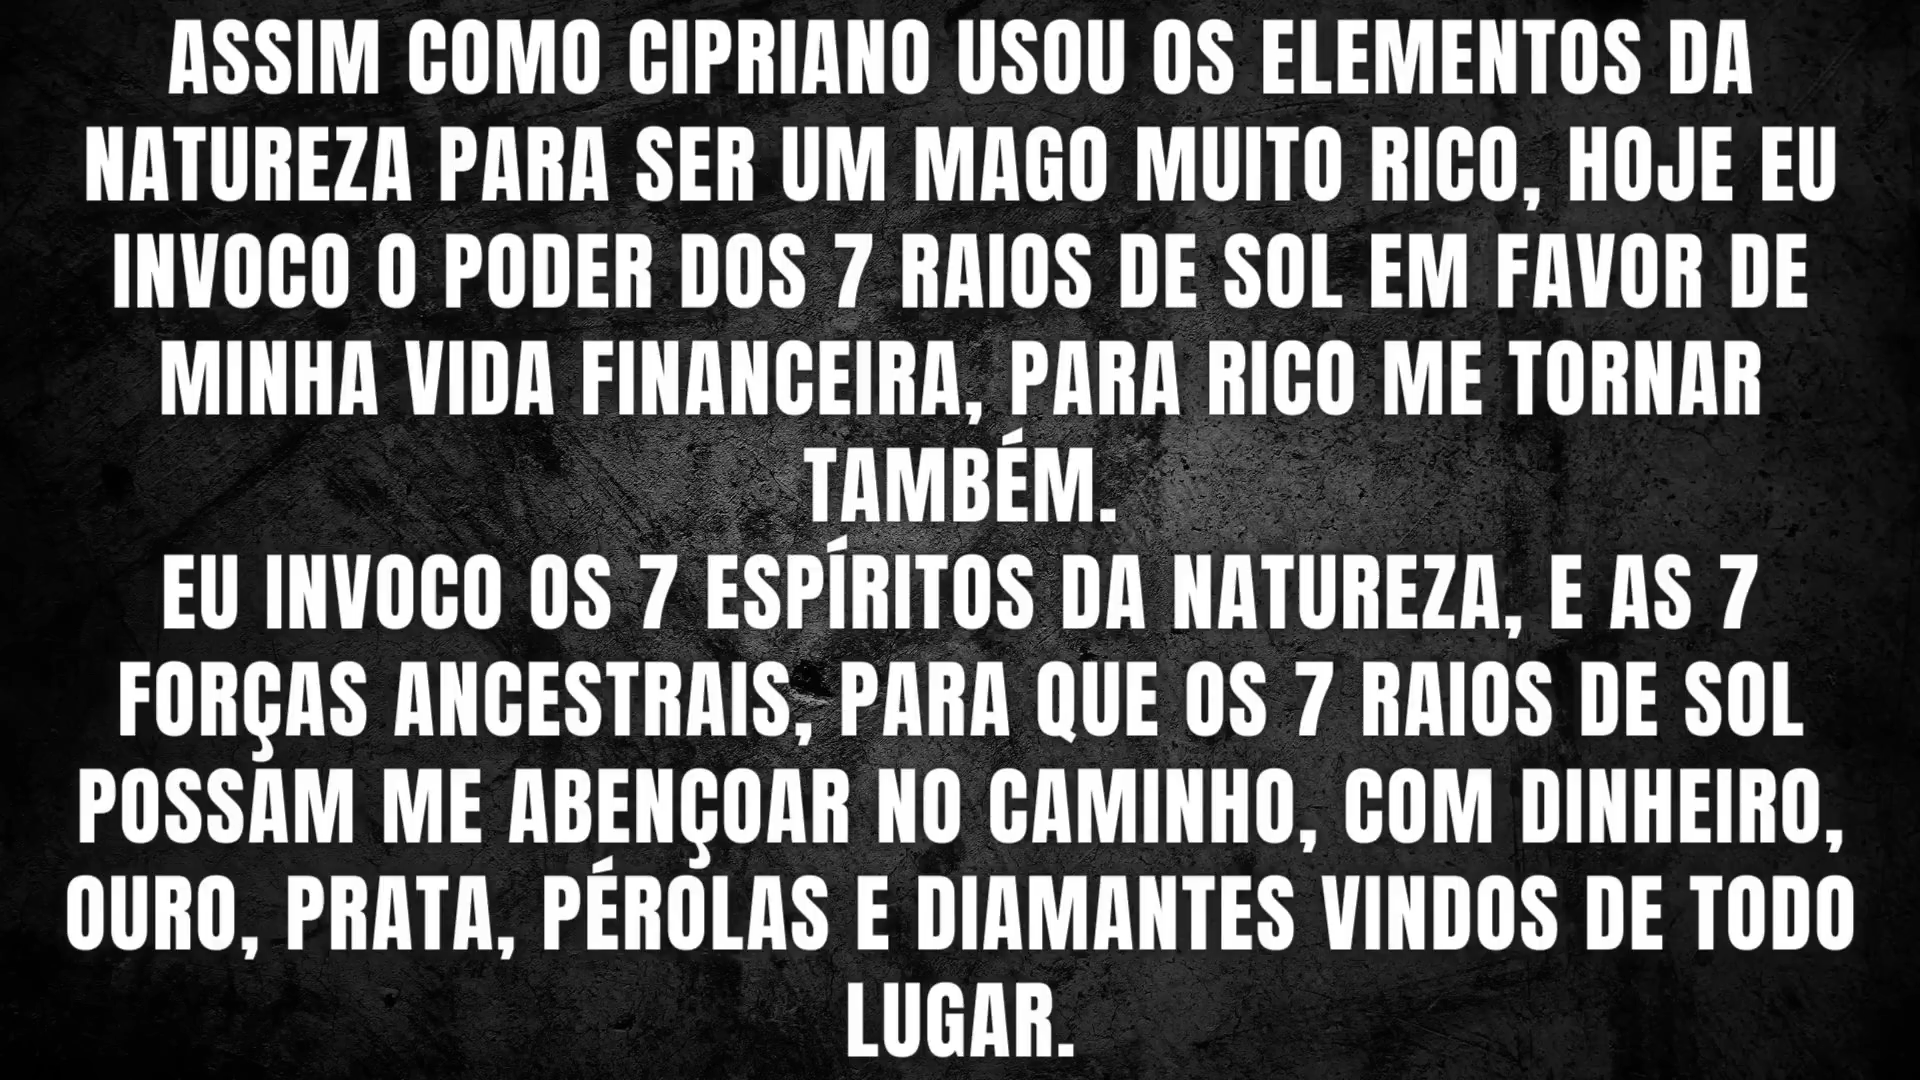 ASSIM COMO CIPRIANO USOU OS ELEMENTOS DA
NATUREZA PARA SER UM MAGO MUITO RICO, HOJE EU
INVOCO O PODER DOS 7 RAIOS DE SOL EM FAVOR DE
MINHA VIDA FINANCEIRA, PARA RICO ME TORNAR
TAMBÉM.
EU INVOCO OS 7 ESPÍRITOS DA NATUREZA, E AS 7
FORÇAS ANCESTRAIS, PARA QUE OS 7 RAIOS DE SOL
POSSAM ME ABENÇOAR NO CAMINHO, COM DINHEIRO,
OURO, PRATA, PÉROLAS E DIAMANTES VINDOS DE TODO
LUGAR.